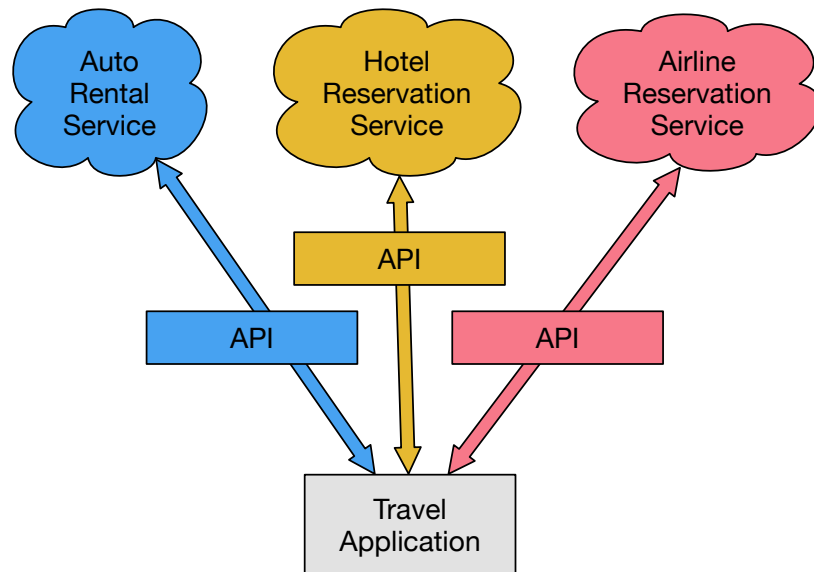 Auto
Rental
Service
Hotel
Reservation
Service
Airline
Reservation
Service
API
API
API
Travel
Application